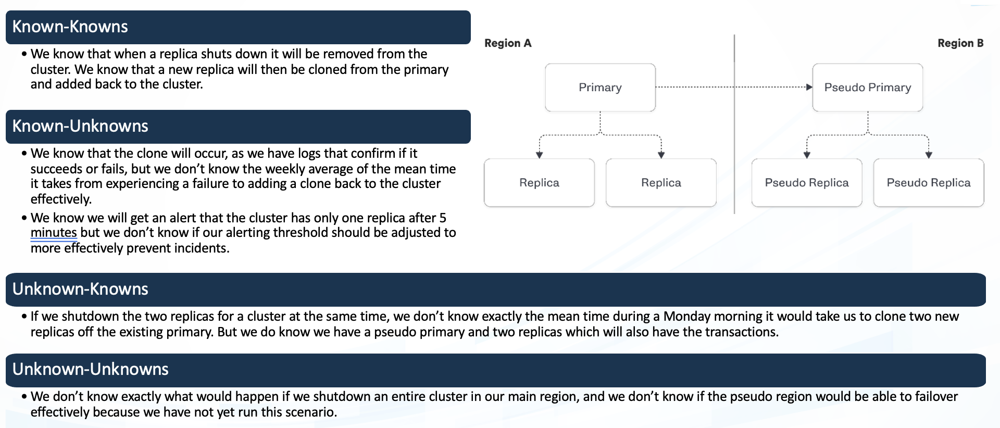 Known-Knowns
• We know that when a replica shuts down it will be removed from the
cluster. We know that a new replica will then be cloned from the primary
and added back to the cluster.
Known-Unknowns
• We know that the clone will occur, as we have logs that confirm if it
succeeds or fails, but we don’t know the weekly average of the mean time
it takes from experiencing a failure to adding a clone back to the cluster
effectively.
• We know we will get an alert that the cluster has only one replica after 5
minutes but we don’t know if our alerting threshold should be adjusted to
more effectively prevent incidents.
Region A
Region B
Primary
Pseudo Primary
Replica
Replica
Pseudo Replica
Pseudo Replica
Unknown-Knowns
• If we shutdown the two replicas for a cluster at the same time, we don’t know exactly the mean time during a Monday morning it would take us to clone two new
replicas off the existing primary. But we do know we have a pseudo primary and two replicas which will also have the transactions.
Unknown-Unknowns
• We don’t know exactly what would happen if we shutdown an entire cluster in our main region, and we don’t know if the pseudo region would be able to failover
effectively because we have not yet run this scenario.